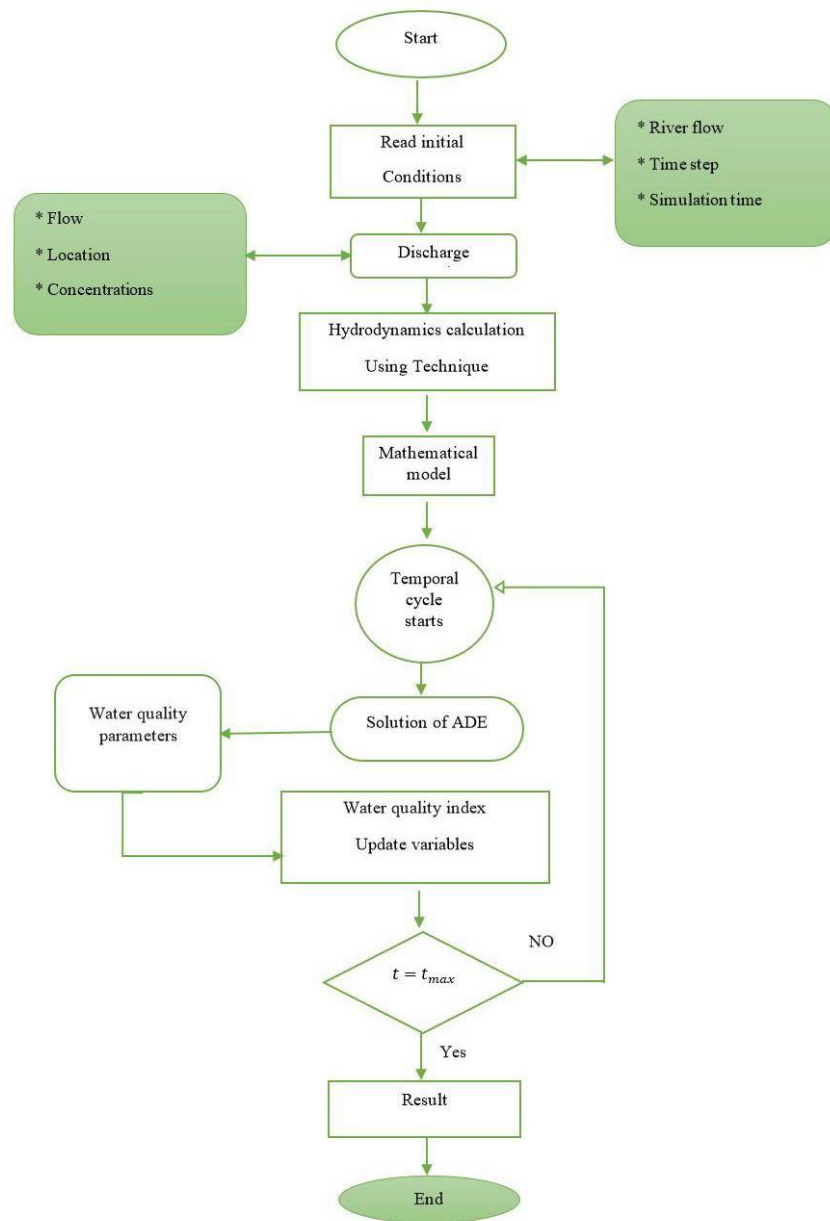 Start
Read initial
Conditions
* River flow
* Time step
* Simulation time
* Flow
* Location
* Concentrations
Discharge
Hydrodynamics calculation
Using Technique
Mathematical
model
Temporal
cycle
starts
Solution of ADE
Water quality
parameters
Water quality index
Update variables
NO
t = t_{max}
Yes
Result
End